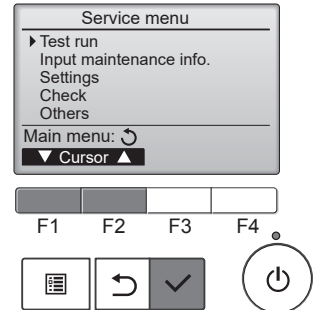 Service menu
Test run
Input maintenance info.
Settings
Check
Others
Main menu:
▼ Cursor ▲
F1 F2 F3 F4